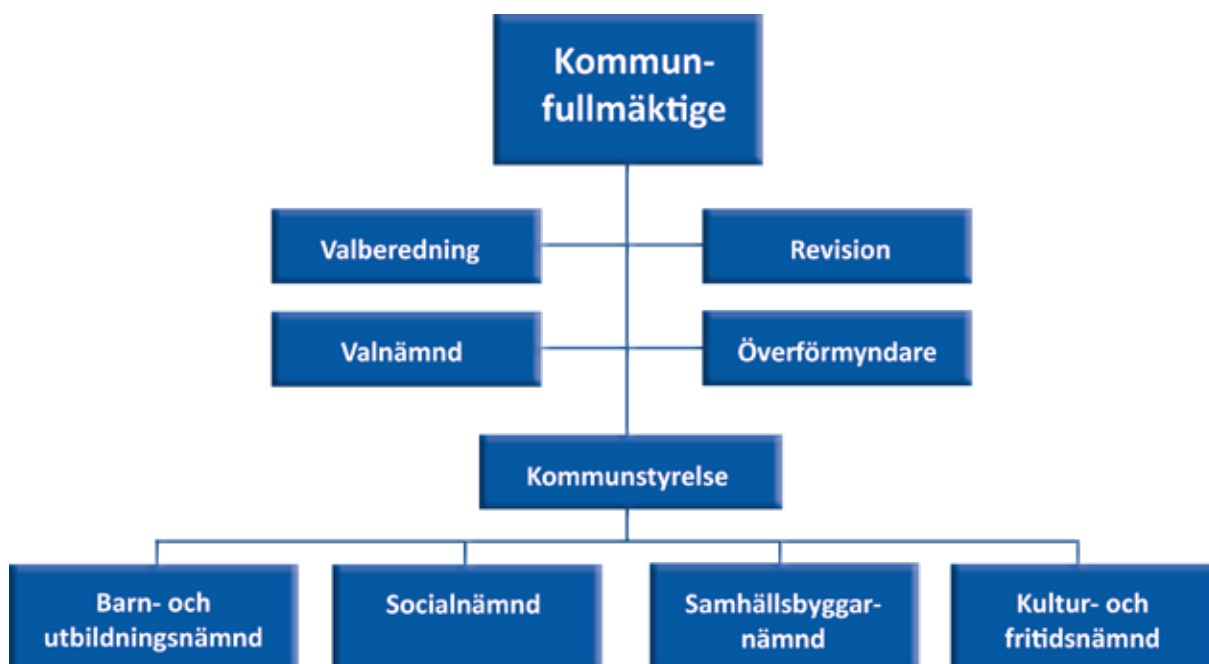 Kommun-
fullmäktige
Valberedning
Revision
Valnämnd
Överförmyndare
Kommunstyrelse
Barn- och
utbildningsnämnd
Socialnämnd
Samhällsbyggar-
nämnd
Kultur- och
fritidsnämnd